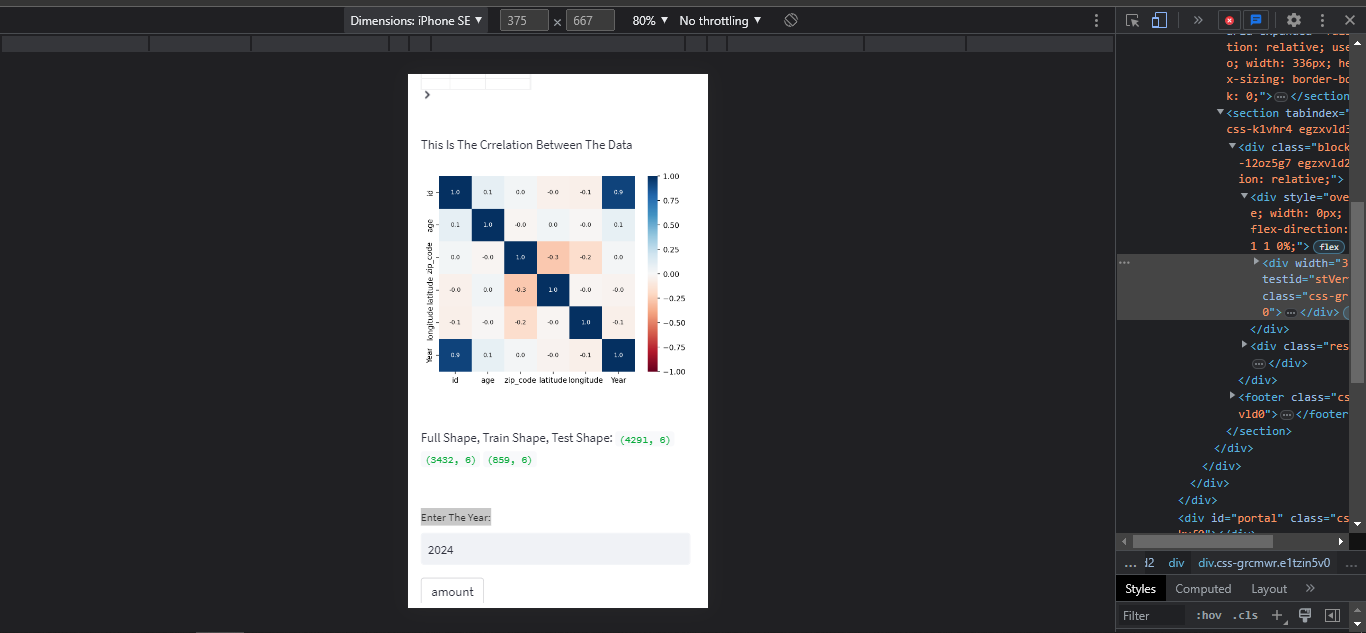 Dimensions: iPhone SE ▼ 375 × 667 80% ▼ No throttling ▼
This Is The Crrelation Between The Data
id 1.0 0.1 0.0 -0.0 -0.1 0.9
age 0.1 1.0 -0.0 0.0 -0.0 0.1
zip_code 0.0 -0.0 1.0 -0.3 -0.2 0.0
latitude -0.0 0.0 -0.3 1.0 -0.0 -0.0
longitude -0.1 -0.0 -0.2 -0.0 1.0 -0.1
Year 0.9 0.1 0.0 -0.0 -0.1 1.0
id age zip_code latitude longitude Year
1.00
0.75
0.50
0.25
0.00
−0.25
−0.50
−0.75
−1.00
Full Shape, Train Shape, Test Shape: (4291, 6)
(3432, 6) (859, 6)
Enter The Year:
2024
amount
tion: relative; use
o; width: 336px; he
x-sizing: border-bo
k: 0;">…</section
<section tabindex="
css-k1vhr4 egzxvld3
<div class="block
-12oz5g7 egzxvld2
ion: relative;">
<div style="ove
e; width: 0px;
flex-direction:
1 1 0%;"> flex
<div width="3
testid="stVer
class="css-gr
0">…</div>
</div>
<div class="res
…</div>
</div>
<footer class="cs
vld0">…</footer
</section>
</div>
</div>
</div>
</div>
<div id="portal" class="cs
… d2 div div.css-grcmwr.e1tzin5v0 …
Styles Computed Layout »
Filter :hov .cls +